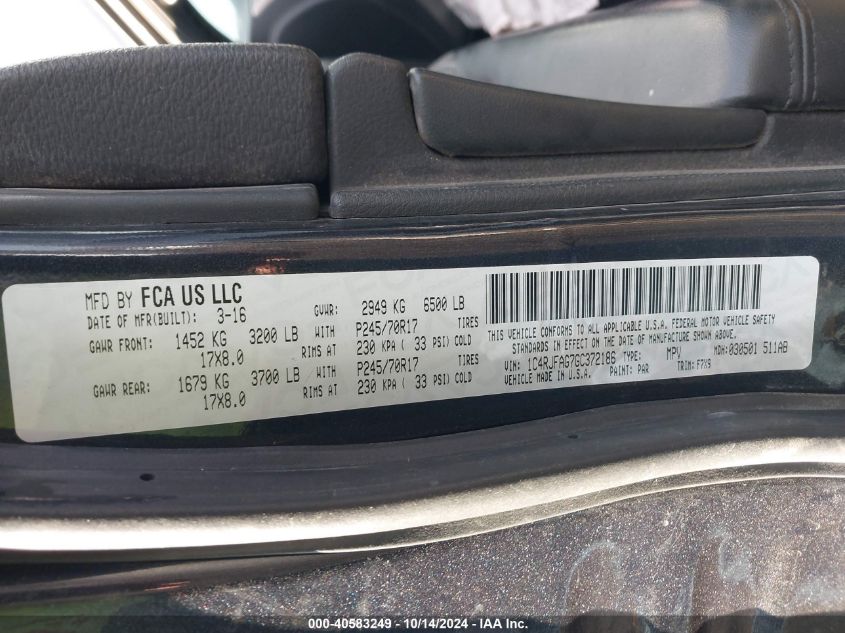 MFD BY FCA US LLC
DATE OF MFR(BUILT): 3-16 GVWR: 2949 KG 6500 LB
GAWR FRONT: 1452 KG 3200 LB WITH P245/70R17 TIRES
17X8.0 RIMS AT 230 KPA ( 33 PSI) COLD
GAWR REAR: 1679 KG 3700 LB /WITH P245/70R17 TIRES
17X8.0 RIMS AT 230 KPA ( 33 PSI) COLD
THIS VEHICLE CONFORMS TO ALL APPLICABLE U.S.A. FEDERAL MOTOR VEHICLE SAFETY
STANDARDS IN EFFECT ON THE DATE OF MANUFACTURE SHOWN ABOVE.
VIN: 1C4RJFAG7GC372186 TYPE: MPV MDH:030501 511AB
VEHICLE MADE IN U.S.A. PAINT: PAR TRIM: F7X9
000-40583249 - 10/14/2024 - IAA Inc.